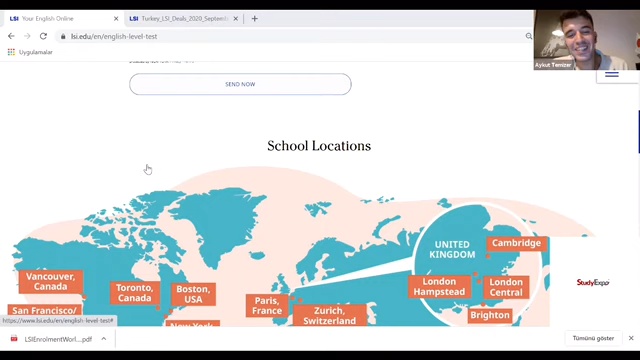 LSI Your English Online
LSI Turkey_LSI_Deals_2020_Septemb
lsi.edu/en/english-level-test
Uygulamalar
Aykut Temizer
SEND NOW
School Locations
UNITED
KINGDOM
Cambridge
London
Hampstead
London
Central
Brighton
Vancouver,
Canada
Toronto,
Canada
Boston,
USA
Paris,
France
Zurich,
Switzerland
San Francisco/
New York
StudyExpo
https://www.lsi.edu/en/english-level-test#
LSIEnrolmentWorl....pdf
Tümünü göster